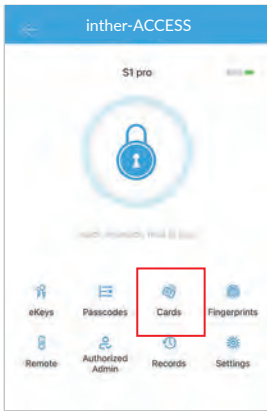 inther-ACCESS
S1 pro
eKeys Passcodes Cards Fingerprints
Remote Authorized Admin Records Settings